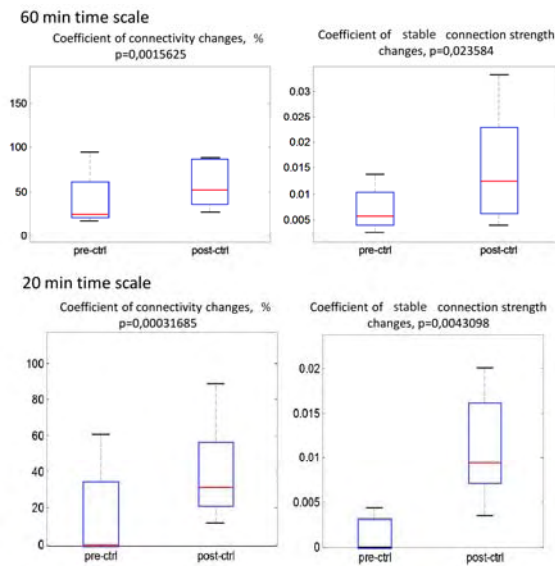 60 min time scale
Coefficient of connectivity changes, %
p=0,0015625
150
100
50
0
pre-ctrl
post-ctrl
Coefficient of stable connection strength
changes, p=0,023584
0.03
0.025
0.02
0.015
0.01
0.005
pre-ctrl
post-ctrl
20 min time scale
Coefficient of connectivity changes, %
p=0,00031685
100
80
60
40
20
0
pre-ctrl
post-ctrl
Coefficient of stable connection strength
changes, p=0,0043098
0.02
0.015
0.01
0.005
0
pre-ctrl
post-ctrl